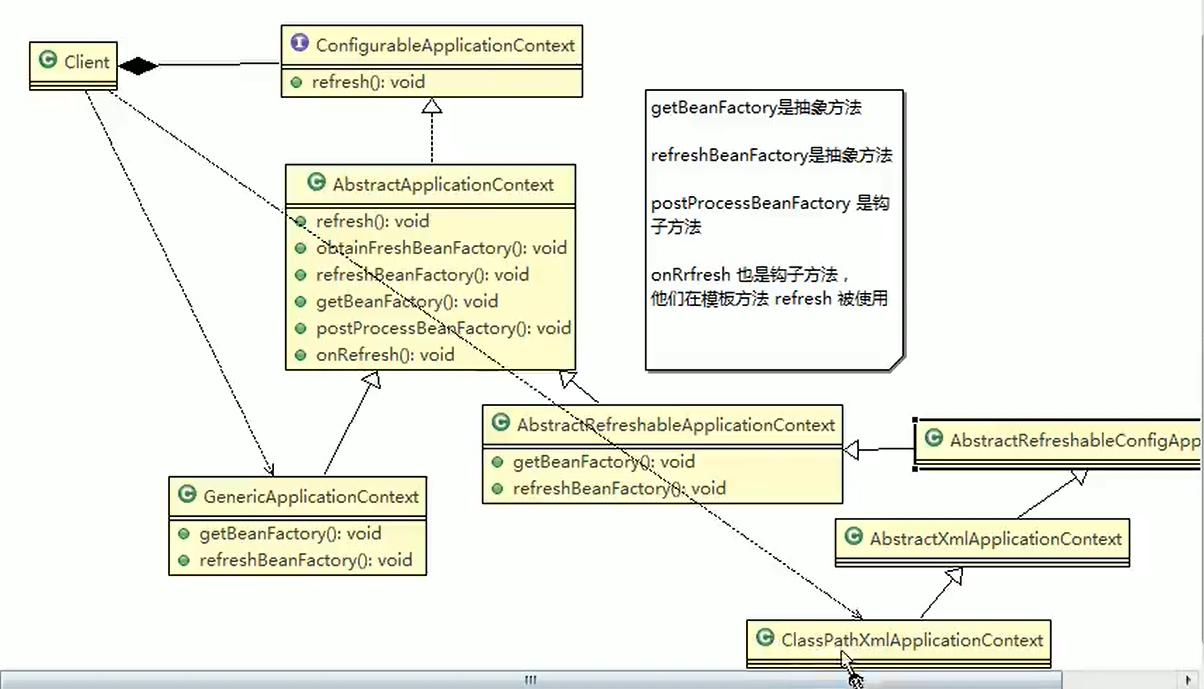 Client
ConfigurableApplicationContext
refresh(): void
AbstractApplicationContext
refresh(): void
obtainFreshBeanFactory(): void
refreshBeanFactory(): void
getBeanFactory(): void
postProcessBeanFactory(): void
onRefresh(): void
getBeanFactory是抽象方法
refreshBeanFactory是抽象方法
postProcessBeanFactory 是钩
子方法
onRrfresh 也是钩子方法，
他们在模板方法 refresh 被使用
AbstractRefreshableApplicationContext
getBeanFactory(): void
refreshBeanFactory(): void
AbstractRefreshableConfigApp
GenericApplicationContext
getBeanFactory(): void
refreshBeanFactory(): void
AbstractXmlApplicationContext
ClassPathXmlApplicationContext